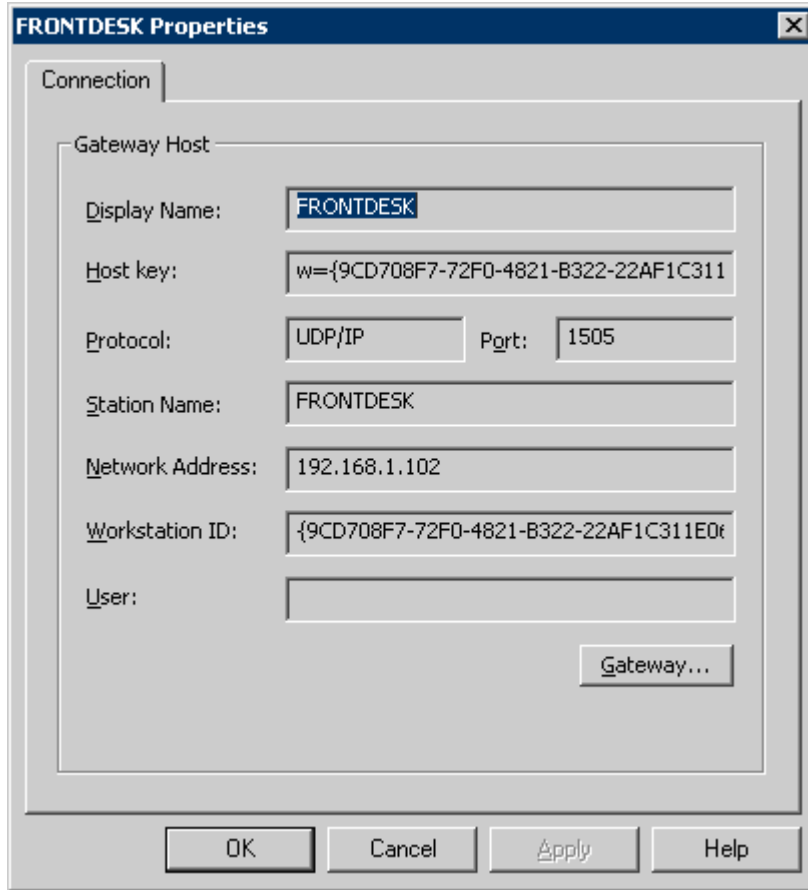 FRONTDESK Properties
Connection
Gateway Host
Display Name: FRONTDESK
Host key: w={9CD708F7-72F0-4821-B322-22AF1C311
Protocol: UDP/IP Port: 1505
Station Name: FRONTDESK
Network Address: 192.168.1.102
Workstation ID: {9CD708F7-72F0-4821-B322-22AF1C311E06
User:
Gateway...
OK Cancel Apply Help